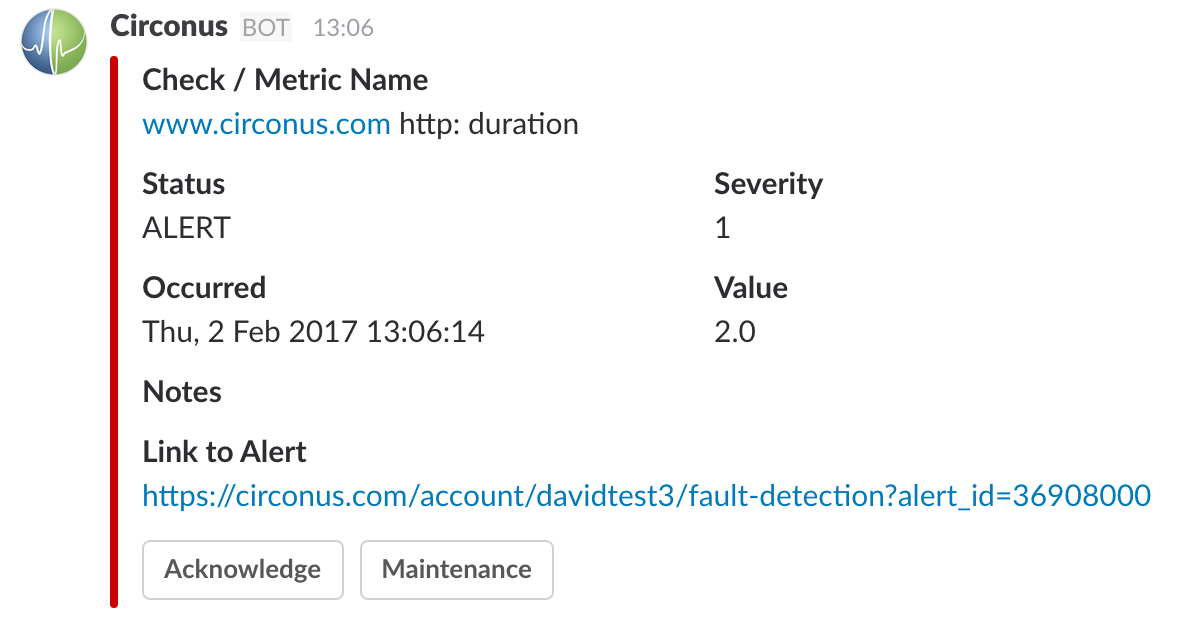 Circonus BOT 13:06
Check / Metric Name
www.circonus.com http: duration
Status Severity
ALERT 1
Occurred Value
Thu, 2 Feb 2017 13:06:14 2.0
Notes
Link to Alert
https://circonus.com/account/davidtest3/fault-detection?alert_id=36908000
Acknowledge Maintenance